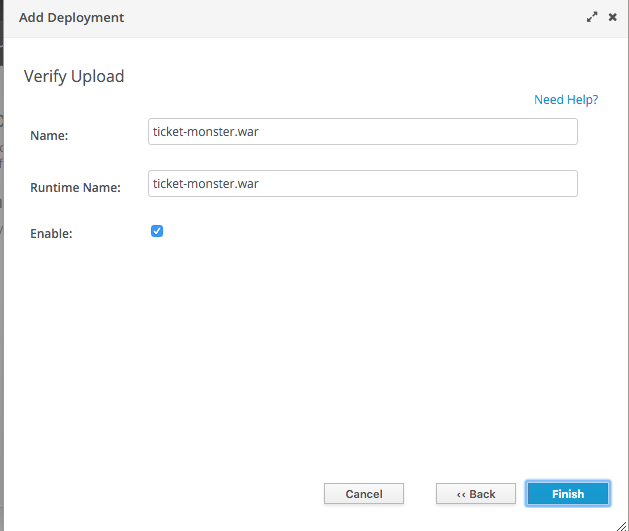 Add Deployment
Verify Upload
Need Help?
Name: ticket-monster.war
Runtime Name: ticket-monster.war
Enable:
Cancel ‹‹ Back Finish